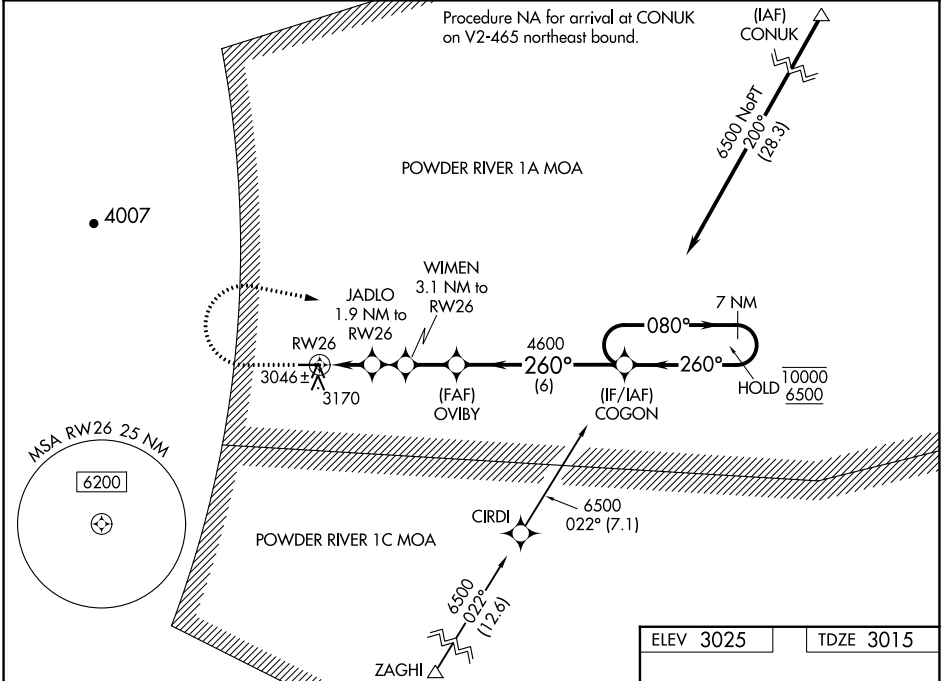 Procedure NA for arrival at CONUK
on V2-465 northeast bound.
(IAF)
CONUK
6500 NoPT
200°
(28.3)
POWDER RIVER 1A MOA
4007
WIMEN
3.1 NM to
RW26
JADLO
1.9 NM to
RW26
7 NM
080°
RW26
4600
260°
(6)
260°
3046±
3170
(FAF)
OVIBY
(IF/IAF)
COGON
HOLD
10000
6500
MSA RW26 25 NM
6200
CIRDI
6500
022° (7.1)
POWDER RIVER 1C MOA
6500
022°
(12.6)
ZAGHI
ELEV 3025
TDZE 3015